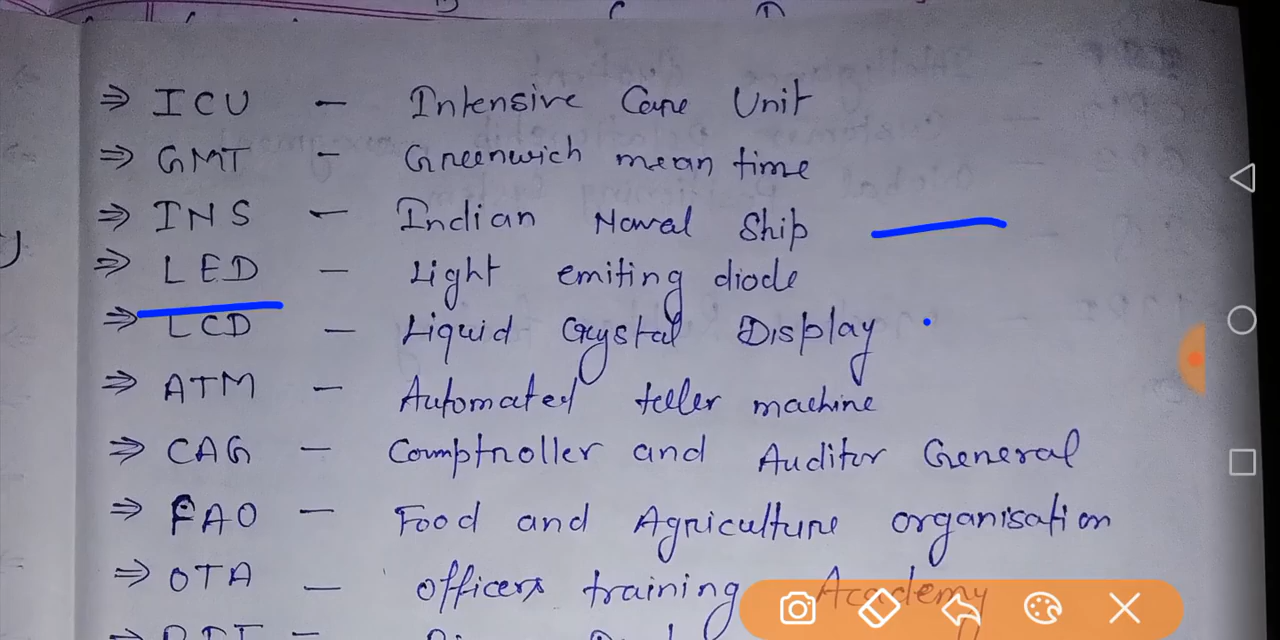 ⇒ ICU - Intensive Care Unit
⇒ GMT - Greenwich mean time
⇒ INS - Indian Naval Ship
⇒ LED - Light emiting diode
⇒ LCD - Liquid Crystal Display
⇒ ATM - Automated teller machine
⇒ CAG - Comptroller and Auditor General
⇒ FAO - Food and Agriculture organisation
⇒ OTA - officers training Academy